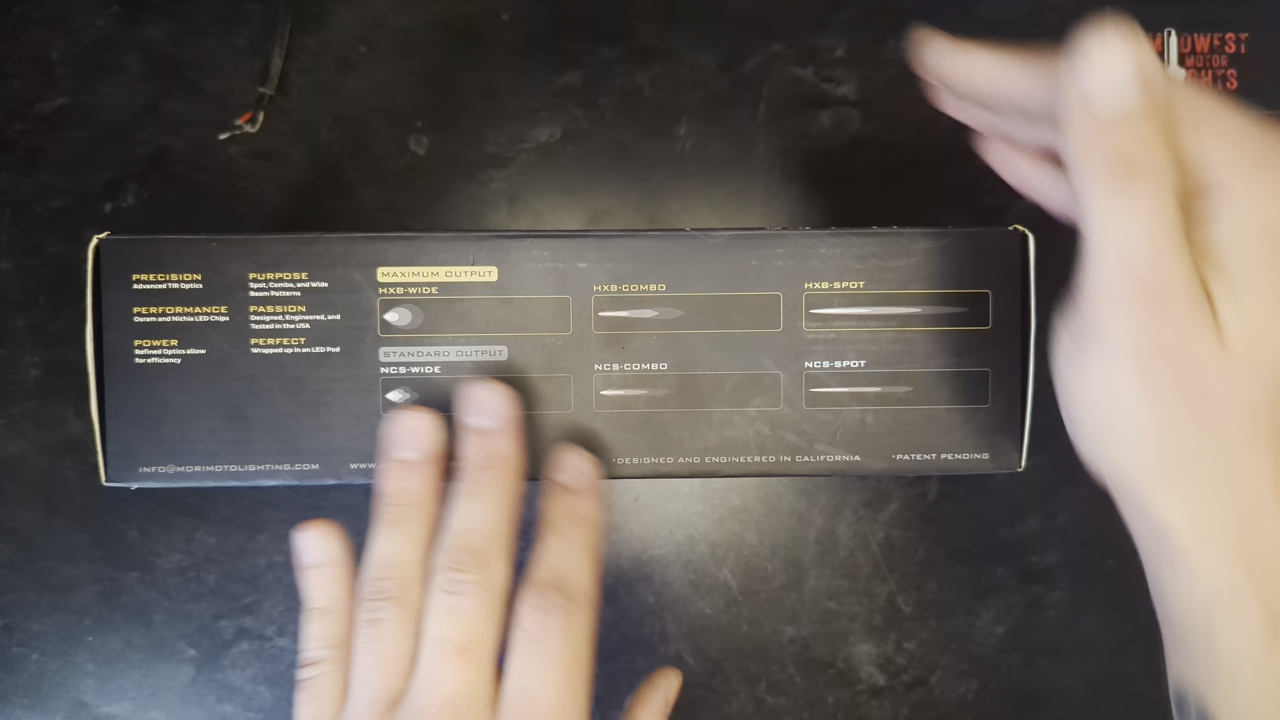 MIDWEST
MOTOR
LIGHTS
PRECISION
Advanced TIR Optics
PERFORMANCE
Osram and Nichia LED Chips
POWER
Refined Optics allow
for efficiency
PURPOSE
Spot, Combo, and Wide
Beam Patterns
PASSION
Designed, Engineered, and
Tested in the USA
PERFECT
Wrapped up in an LED Pod
MAXIMUM OUTPUT
HXB-WIDE
HXB-COMBO
HXB-SPOT
STANDARD OUTPUT
NCS-WIDE
NCS-COMBO
NCS-SPOT
INFO@MORIMOTOLIGHTING.COM
*DESIGNED AND ENGINEERED IN CALIFORNIA
*PATENT PENDING